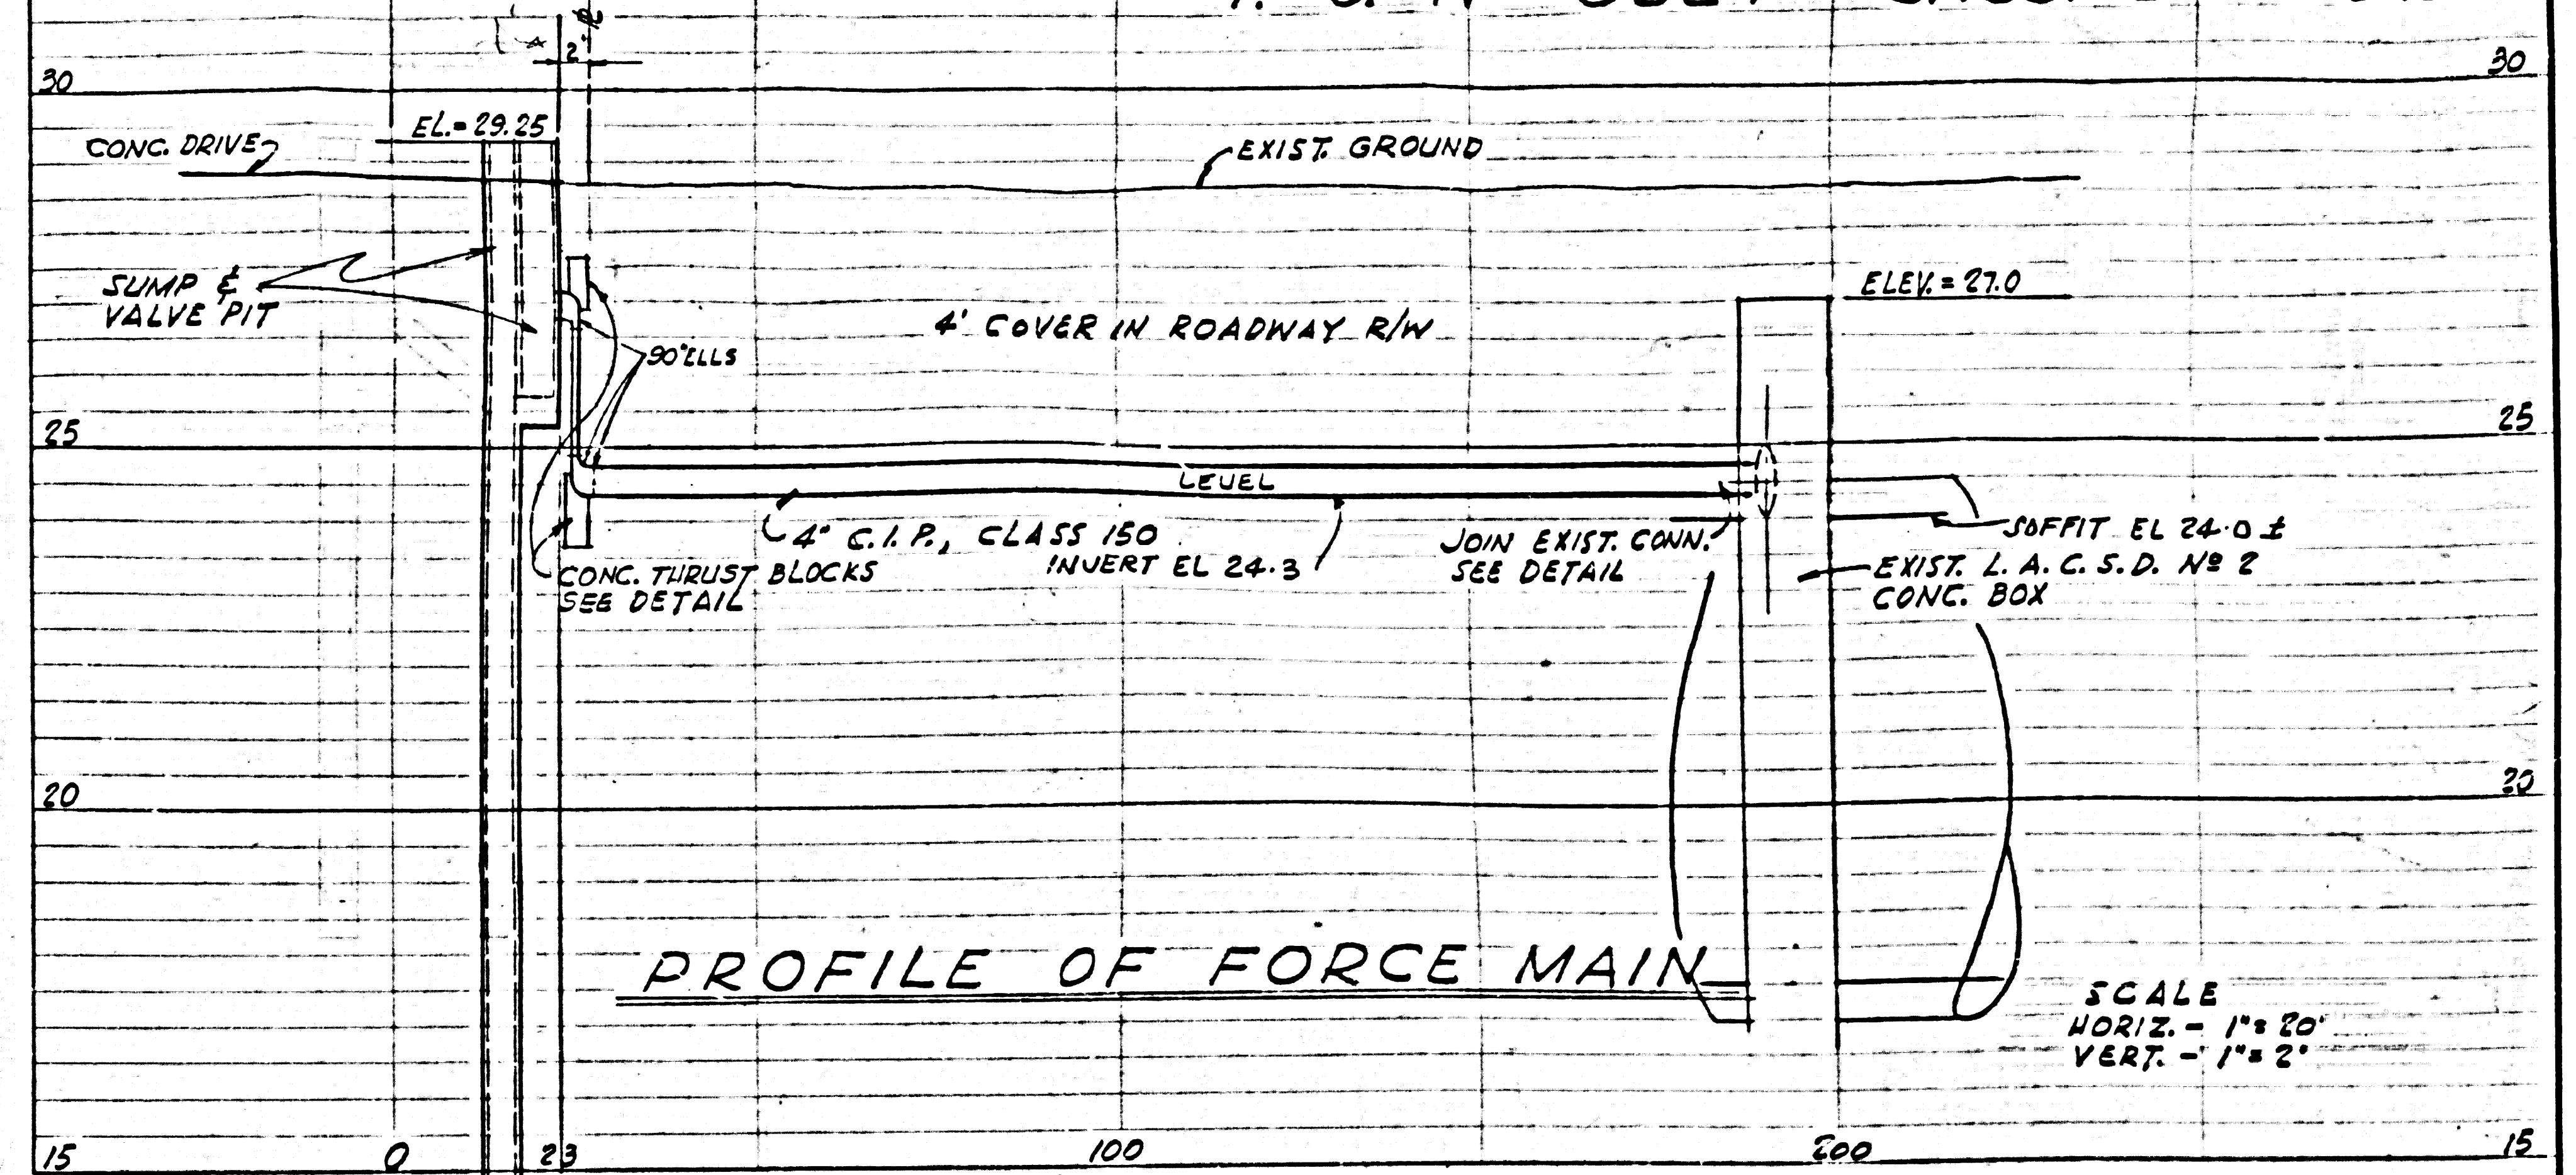 2'
30
30
EL.=29.25
CONC. DRIVE
EXIST. GROUND
SUMP &
VALVE PIT
ELEV.=27.0
4' COVER IN ROADWAY R/W
90°ELLS
25
25
LEVEL
4" C.I.P., CLASS 150
INVERT EL 24.3
JOIN EXIST. CONN.
SEE DETAIL
SOFFIT EL 24.0 ±
EXIST. L.A.C.S.D. Nº 2
CONC. BOX
CONC. THRUST BLOCKS
SEE DETAIL
20
20
PROFILE OF FORCE MAIN
SCALE
HORIZ. - 1"=20'
VERT. - 1"=2'
15
0
23
100
200
15